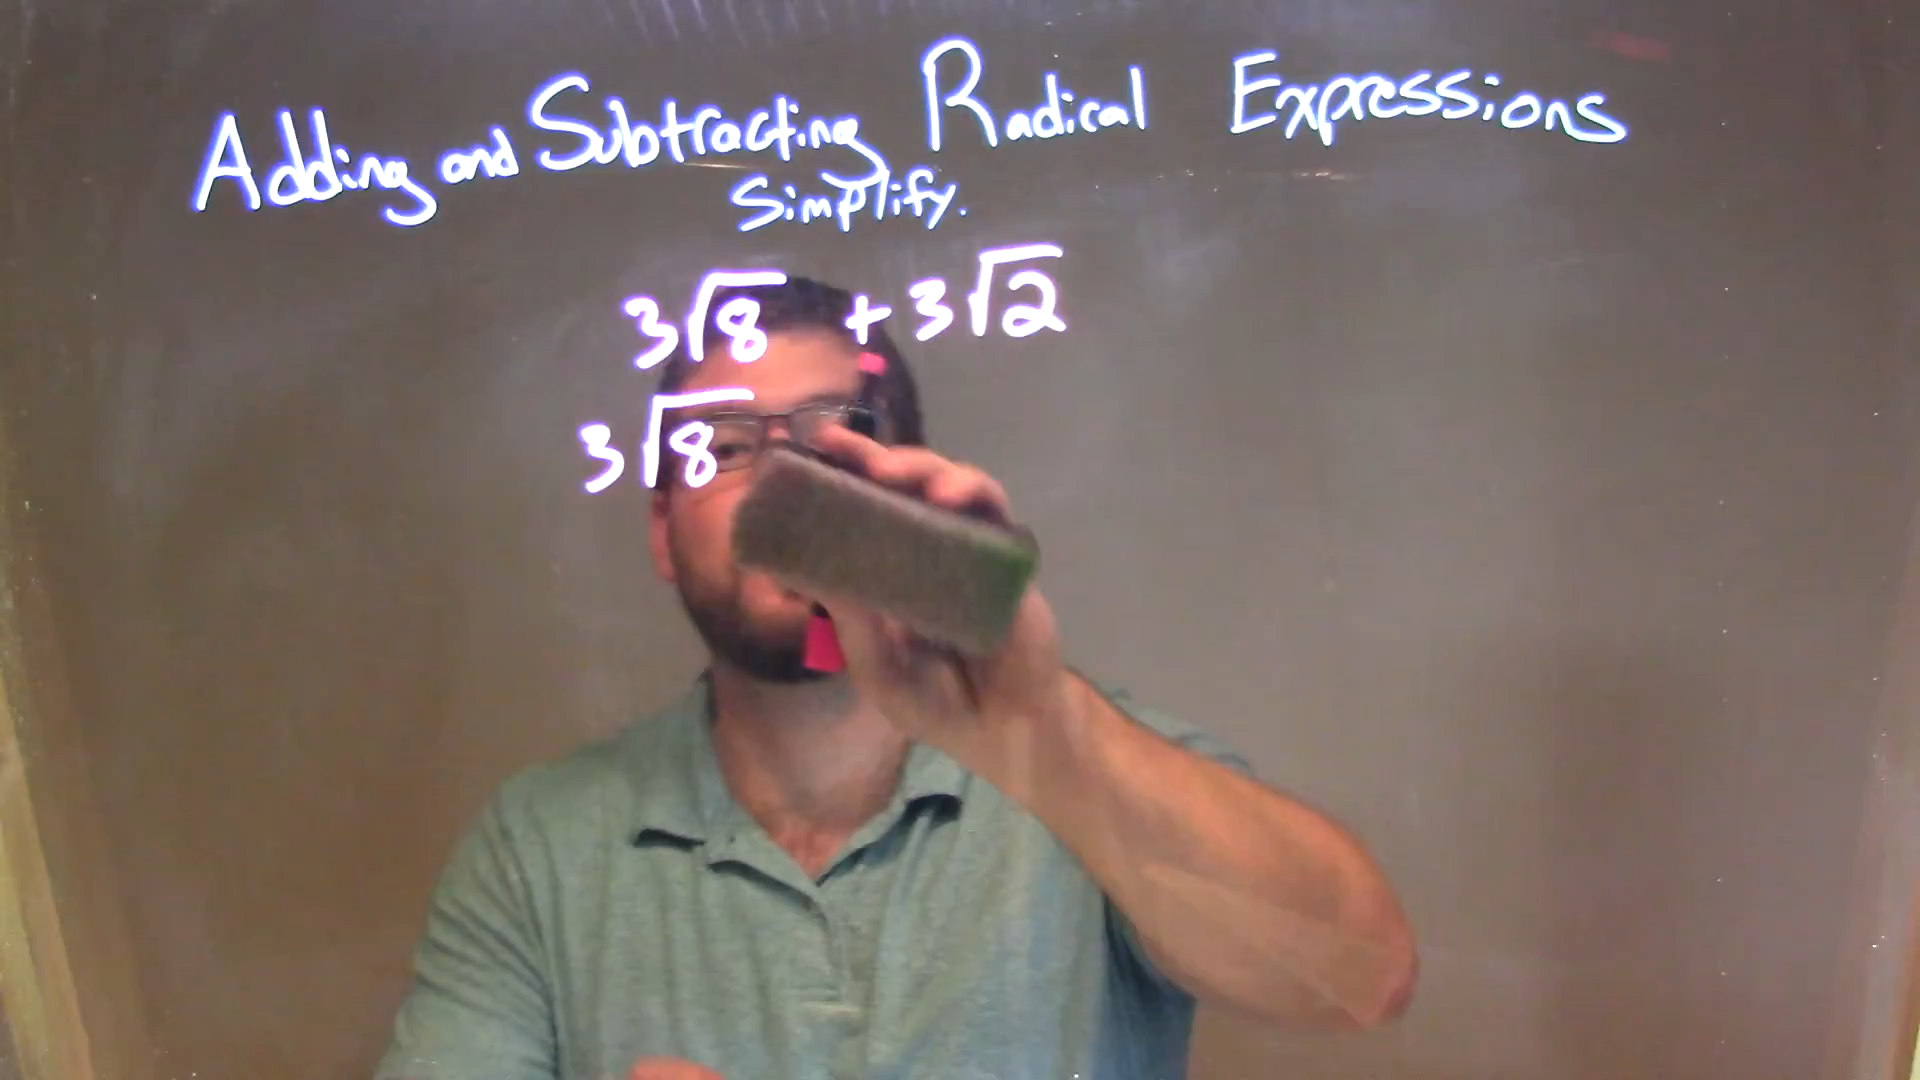 Adding and Subtracting Radical Expressions
Simplify.
3√8 + 3√2
3√8